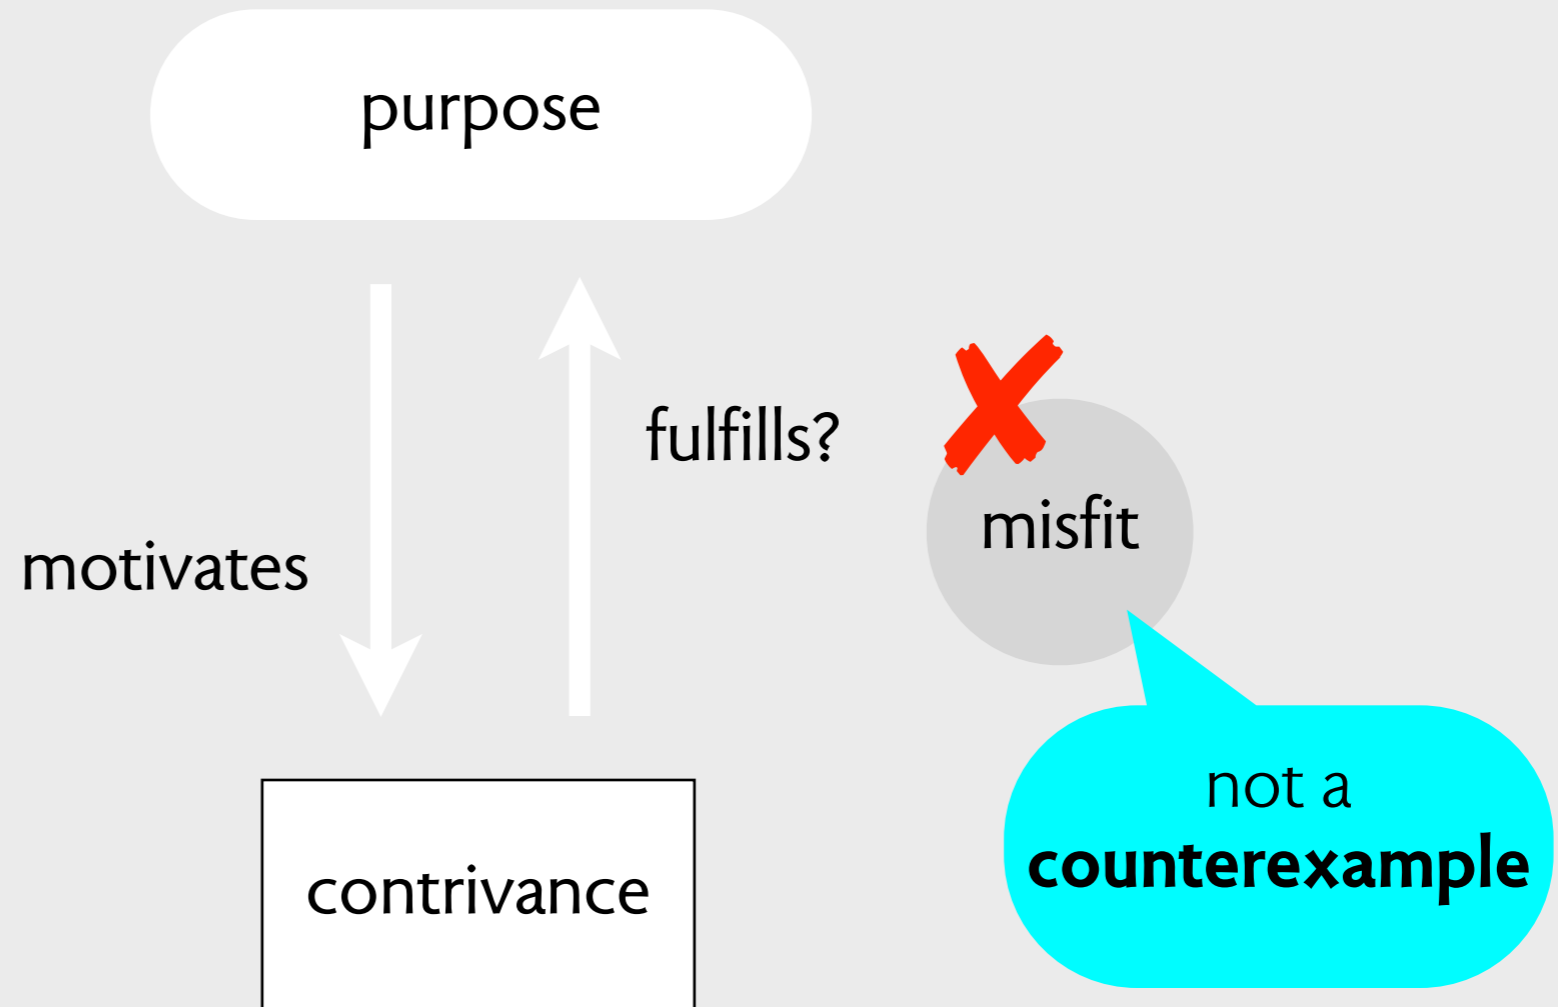 purpose
fulfills?
misfit
motivates
not a
counterexample
contrivance